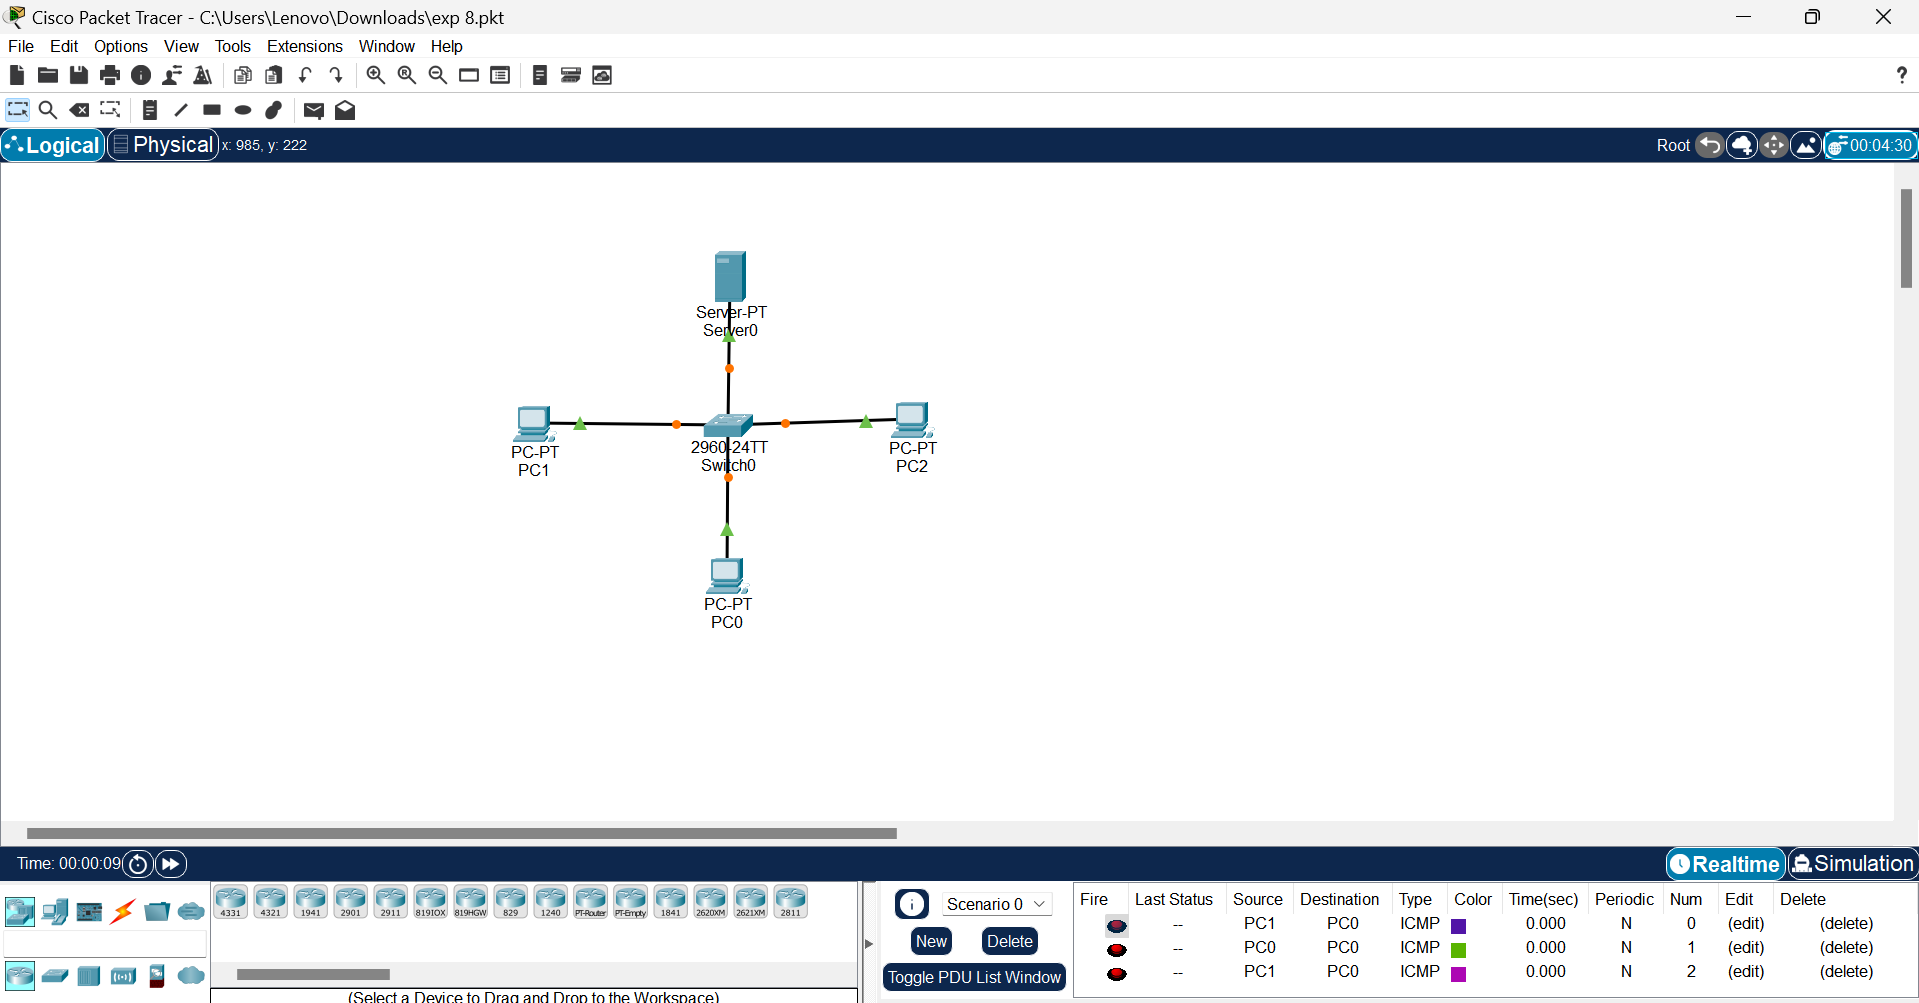 Cisco Packet Tracer - C:\Users\Lenovo\Downloads\exp 8.pkt
File Edit Options View Tools Extensions Window Help
?
Logical Physical x: 985, y: 222 Root 00:04:30
Server-PT
Server0
PC-PT
PC1
2960-24TT
Switch0
PC-PT
PC2
PC-PT
PC0
Time: 00:00:09 Realtime Simulation
4331 4321 1941 2901 2911 819IOX 819HGW 829 1240 PT-Router PT-Empty 1841 2620XM 2621XM 2811
(Select a Device to Drag and Drop to the Workspace)
Scenario 0
New Delete
Toggle PDU List Window
Fire Last Status Source Destination Type Color Time(sec) Periodic Num Edit Delete
-- PC1 PC0 ICMP 0.000 N 0 (edit) (delete)
-- PC0 PC0 ICMP 0.000 N 1 (edit) (delete)
-- PC1 PC0 ICMP 0.000 N 2 (edit) (delete)